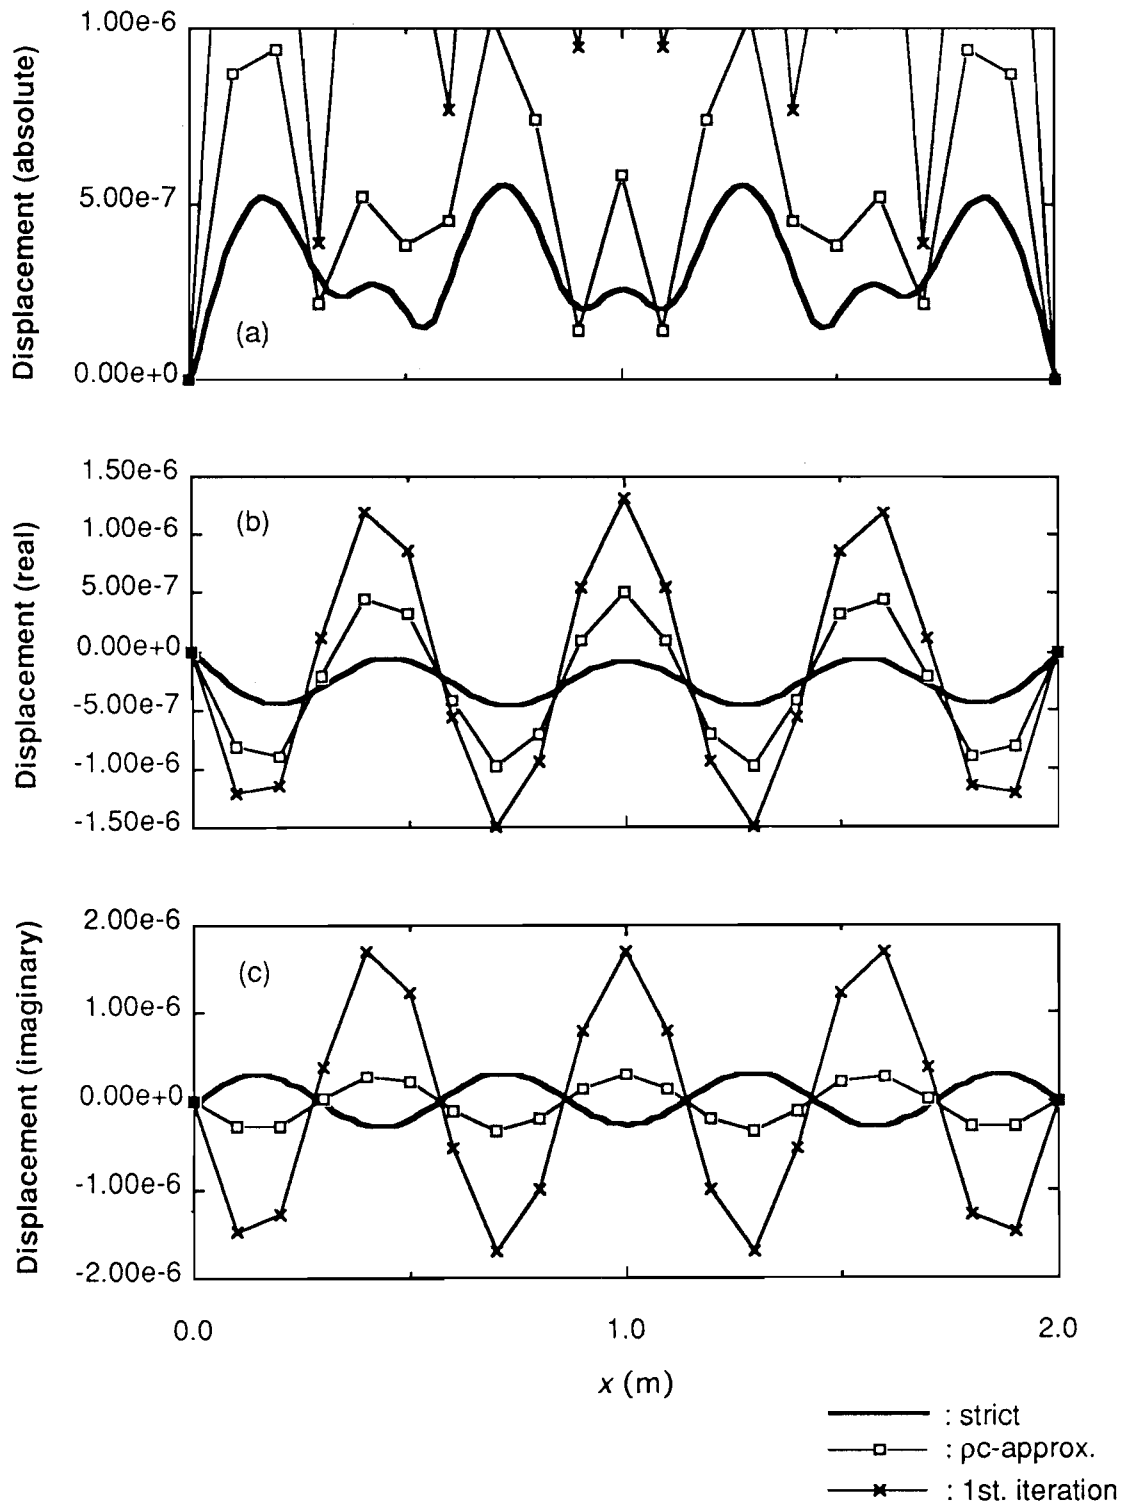 1.00e-6
5.00e-7
0.00e+0
Displacement (absolute)
(a)
1.50e-6
1.00e-6
5.00e-7
0.00e+0
-5.00e-7
-1.00e-6
-1.50e-6
Displacement (real)
(b)
2.00e-6
1.00e-6
0.00e+0
-1.00e-6
-2.00e-6
Displacement (imaginary)
(c)
0.0 1.0 2.0
x (m)
: strict
: ρc-approx.
: 1st. iteration